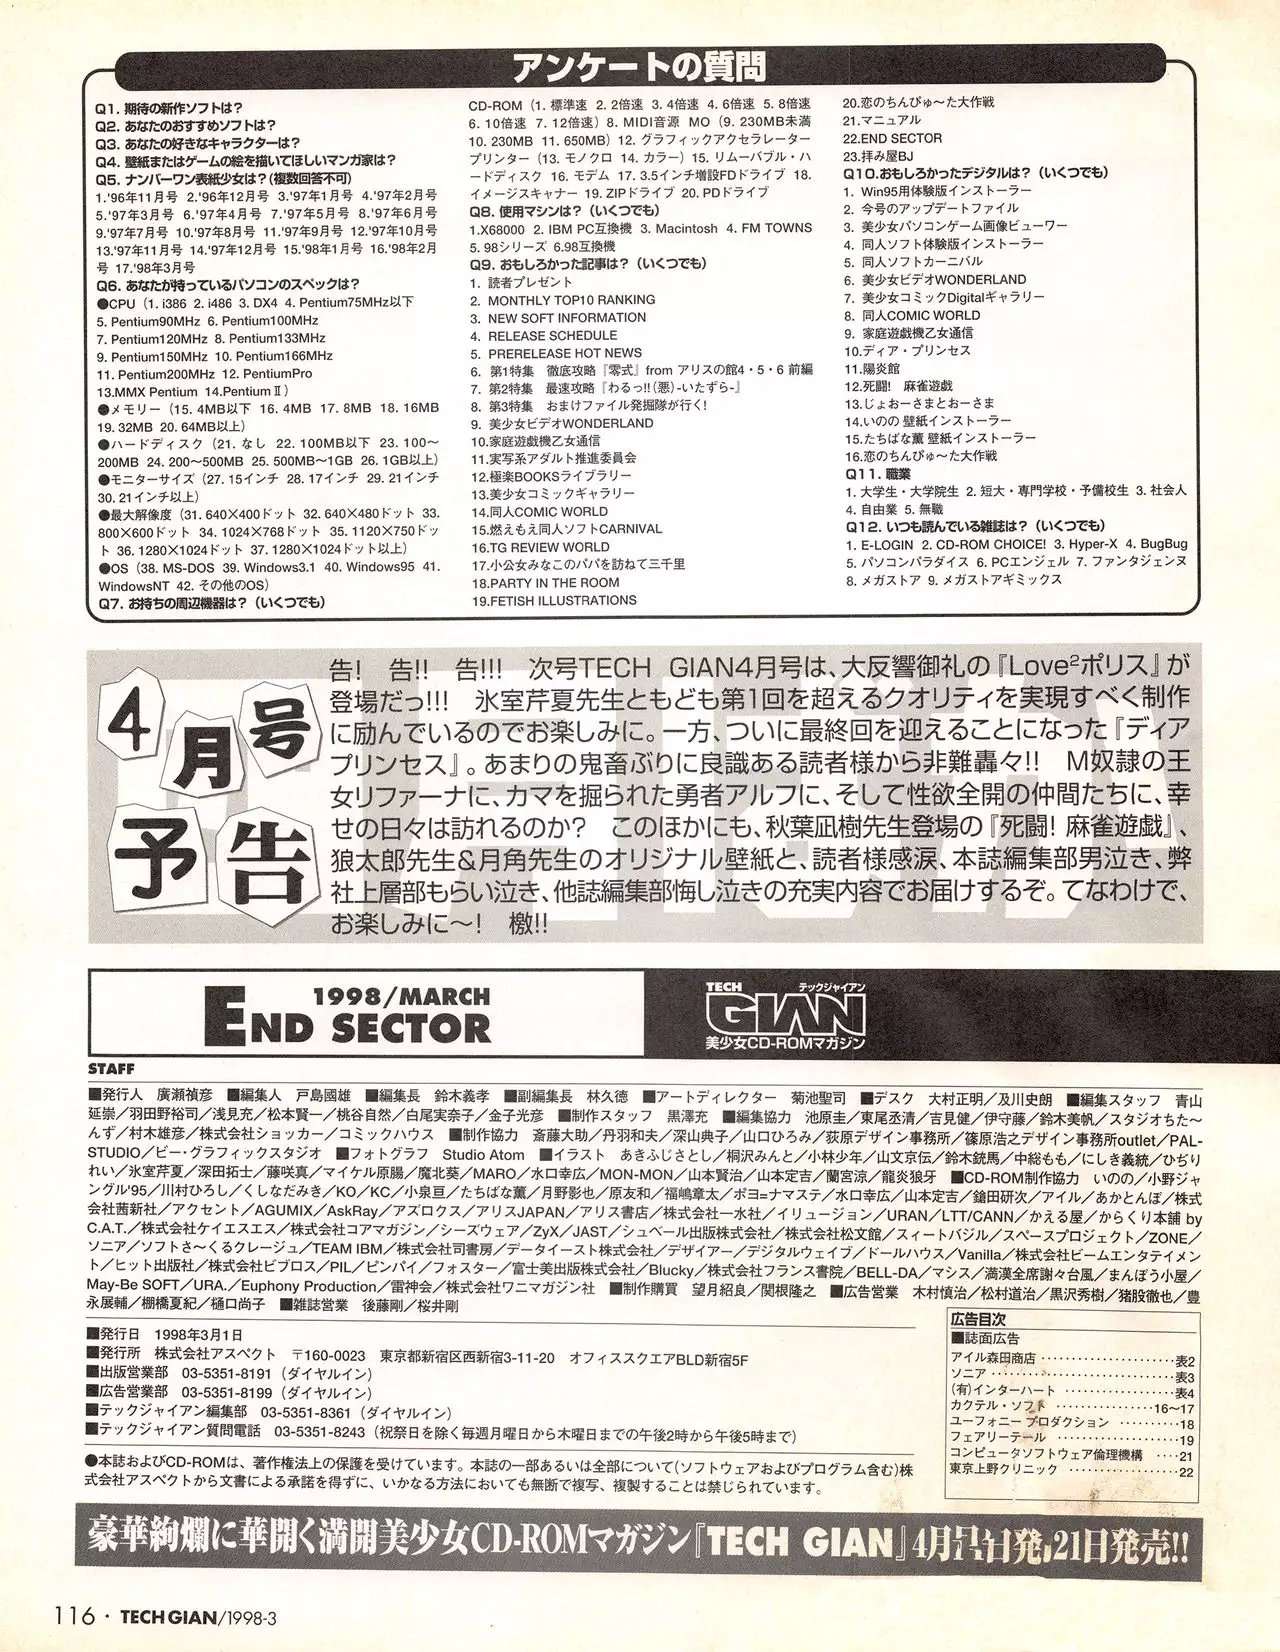 アンケートの質問
Q1. 期待の新作ソフトは?
Q2. あなたのおすすめソフトは?
Q3. あなたの好きなキャラクターは?
Q4. 壁紙またはゲームの絵を描いてほしいマンガ家は?
Q5. ナンバーワン表紙少女は?(複数回答不可)
1.'96年11月号 2.'96年12月号 3.'97年1月号 4.'97年2月号
5.'97年3月号 6.'97年4月号 7.'97年5月号 8.'97年6月号
9.'97年7月号 10.'97年8月号 11.'97年9月号 12.'97年10月号
13.'97年11月号 14.'97年12月号 15.'98年1月号 16.'98年2月
号 17.'98年3月号
Q6. あなたが持っているパソコンのスペックは?
●CPU(1. i386 2. i486 3. DX4 4. Pentium75MHz以下
5. Pentium90MHz 6. Pentium100MHz
7. Pentium120MHz 8. Pentium133MHz
9. Pentium150MHz 10. Pentium166MHz
11. Pentium200MHz 12. PentiumPro
13.MMX Pentium 14.PentiumⅡ)
●メモリー(15. 4MB以下 16. 4MB 17. 8MB 18. 16MB
19. 32MB 20. 64MB以上)
●ハードディスク(21. なし 22. 100MB以下 23. 100〜
200MB 24. 200〜500MB 25. 500MB〜1GB 26. 1GB以上)
●モニターサイズ(27. 15インチ 28. 17インチ 29. 21インチ
30. 21インチ以上)
●最大解像度(31. 640×400ドット 32. 640×480ドット 33.
800×600ドット 34. 1024×768ドット 35. 1120×750ドッ
ト 36. 1280×1024ドット 37. 1280×1024ドット以上)
●OS(38. MS-DOS 39. Windows3.1 40. Windows95 41.
WindowsNT 42. その他のOS)
Q7. お持ちの周辺機器は?(いくつでも)
CD-ROM(1. 標準速 2. 2倍速 3. 4倍速 4. 6倍速 5. 8倍速
6. 10倍速 7. 12倍速)8. MIDI音源 MO(9. 230MB未満
10. 230MB 11. 650MB)12. グラフィックアクセラレーター
プリンター(13. モノクロ 14. カラー)15. リムーバブル・ハ
ードディスク 16. モデム 17. 3.5インチ増設FDドライブ 18.
イメージスキャナー 19. ZIPドライブ 20. PDドライブ
Q8. 使用マシンは?(いくつでも)
1.X68000 2. IBM PC互換機 3. Macintosh 4. FM TOWNS
5. 98シリーズ 6.98互換機
Q9. おもしろかった記事は?(いくつでも)
1. 読者プレゼント
2. MONTHLY TOP10 RANKING
3. NEW SOFT INFORMATION
4. RELEASE SCHEDULE
5. PRERELEASE HOT NEWS
6. 第1特集 徹底攻略『零式』from アリスの館4・5・6 前編
7. 第2特集 最速攻略『わるっ!!(悪)-いたずら-』
8. 第3特集 おまけファイル発掘隊が行く!
9. 美少女ビデオWONDERLAND
10.家庭遊戯機乙女通信
11.実写系アダルト推進委員会
12.極楽BOOKSライブラリー
13.美少女コミックギャラリー
14.同人COMIC WORLD
15.燃えもえ同人ソフトCARNIVAL
16.TG REVIEW WORLD
17.小公女みなこのパパを訪ねて三千里
18.PARTY IN THE ROOM
19.FETISH ILLUSTRATIONS
20.恋のちんぴゅ〜た大作戦
21.マニュアル
22.END SECTOR
23.拝み屋BJ
Q10.おもしろかったデジタルは?(いくつでも)
1. Win95用体験版インストーラー
2. 今号のアップデートファイル
3. 美少女パソコンゲーム画像ビューワー
4. 同人ソフト体験版インストーラー
5. 同人ソフトカーニバル
6. 美少女ビデオWONDERLAND
7. 美少女コミックDigitalギャラリー
8. 同人COMIC WORLD
9. 家庭遊戯機乙女通信
10.ディア・プリンセス
11.陽炎館
12.死闘! 麻雀遊戯
13.じょおーさまとおーさま
14.いのの 壁紙インストーラー
15.たちばな薫 壁紙インストーラー
16.恋のちんぴゅ〜た大作戦
Q11. 職業
1. 大学生・大学院生 2. 短大・専門学校・予備校生 3. 社会人
4. 自由業 5. 無職
Q12. いつも読んでいる雑誌は?(いくつでも)
1. E-LOGIN 2. CD-ROM CHOICE! 3. Hyper-X 4. BugBug
5. パソコンパラダイス 6. PCエンジェル 7. ファンタジェンヌ
8. メガストア 9. メガストアギミックス
4月号
予告
告! 告!! 告!!! 次号TECH GIAN4月号は、大反響御礼の『Love²ポリス』が
登場だっ!!! 氷室芹夏先生ともども第1回を超えるクオリティを実現すべく制作
に励んでいるのでお楽しみに。一方、ついに最終回を迎えることになった『ディア
プリンセス』。あまりの鬼畜ぶりに良識ある読者様から非難轟々!! M奴隷の王
女リファーナに、カマを掘られた勇者アルフに、そして性欲全開の仲間たちに、幸
せの日々は訪れるのか? このほかにも、秋葉凪樹先生登場の『死闘! 麻雀遊戯』、
狼太郎先生&月角先生のオリジナル壁紙と、読者様感涙、本誌編集部男泣き、弊
社上層部もらい泣き、他誌編集部悔し泣きの充実内容でお届けするぞ。てなわけで、
お楽しみに〜! 檄!!
1998/MARCH
END SECTOR
TECH テックジャイアン
GIAN
美少女CD-ROMマガジン
STAFF
■発行人 廣瀬禎彦 ■編集人 戸島國雄 ■編集長 鈴木義孝 ■副編集長 林久徳 ■アートディレクター 菊池聖司 ■デスク 大村正明/及川史朗 ■編集スタッフ 青山
延崇/羽田野裕司/浅見充/松本賢一/桃谷自然/白尾実奈子/金子光彦 ■制作スタッフ 黒澤充 ■編集協力 池原圭/東尾丞清/吉見健/伊守藤/鈴木美帆/スタジオちた〜
んず/村木雄彦/株式会社ショッカー/コミックハウス ■制作協力 斎藤大助/丹羽和夫/深山典子/山口ひろみ/荻原デザイン事務所/篠原浩之デザイン事務所outlet/PAL-
STUDIO/ビー・グラフィックスタジオ ■フォトグラフ Studio Atom ■イラスト あきふじさとし/桐沢みんと/小林少年/山文京伝/鈴木銃馬/中総もも/にしき義統/ひぢり
れい/氷室芹夏/深田拓士/藤咲真/マイケル原腸/魔北葵/MARO/水口幸広/MON-MON/山本賢治/山本定吉/蘭宮涼/龍炎狼牙 ■CD-ROM制作協力 いのの/小野ジャ
ングル'95/川村ひろし/くしなだみき/KO/KC/小泉亘/たちばな薫/月野影也/原友和/福嶋章太/ポヨ=ナマステ/水口幸広/山本定吉/鎚田研次/アイル/あかとんぼ/株式
会社茜新社/アクセント/AGUMIX/AskRay/アズロクス/アリスJAPAN/アリス書店/株式会社一水社/イリュージョン/URAN/LTT/CANN/かえる屋/からくり本舗 by
C.A.T./株式会社ケイエスエス/株式会社コアマガジン/シーズウェア/ZyX/JAST/シュベール出版株式会社/株式会社松文館/スィートバジル/スペースプロジェクト/ZONE/
ソニア/ソフトさ〜くるクレージュ/TEAM IBM/株式会社司書房/データイースト株式会社/デザイアー/デジタルウェイブ/ドールハウス/Vanilla/株式会社ビームエンタテイメン
ト/ヒット出版社/株式会社ビブロス/PIL/ピンパイ/フォスター/富士美出版株式会社/Blucky/株式会社フランス書院/BELL-DA/マシス/満漢全席謝々台風/まんぼう小屋/
May-Be SOFT/URA./Euphony Production/雷神会/株式会社ワニマガジン社 ■制作購買 望月紹良/関根隆之 ■広告営業 木村慎治/松村道治/黒沢秀樹/猪股徹也/豊
永展輔/棚橋夏紀/樋口尚子 ■雑誌営業 後藤剛/桜井剛
■発行日 1998年3月1日
■発行所 株式会社アスペクト 〒160-0023 東京都新宿区西新宿3-11-20 オフィススクエアBLD新宿5F
■出版営業部 03-5351-8191(ダイヤルイン)
■広告営業部 03-5351-8199(ダイヤルイン)
■テックジャイアン編集部 03-5351-8361(ダイヤルイン)
■テックジャイアン質問電話 03-5351-8243(祝祭日を除く毎週月曜日から木曜日までの午後2時から午後5時まで)
●本誌およびCD-ROMは、著作権法上の保護を受けています。本誌の一部あるいは全部について(ソフトウェアおよびプログラム含む)株
式会社アスペクトから文書による承諾を得ずに、いかなる方法においても無断で複写、複製することは禁じられています。
広告目次
■誌面広告
アイル森田商店……………………表2
ソニア……………………………表3
(有)インターハート………………表4
カクテル・ソフト………………16〜17
ユーフォニー プロダクション………18
フェアリーテール…………………19
コンピュータソフトウェア倫理機構…21
東京上野クリニック………………22
豪華絢爛に華開く満開美少女CD-ROMマガジン『TECH GIAN』4月号 21日発売!!
116・TECH GIAN/1998-3